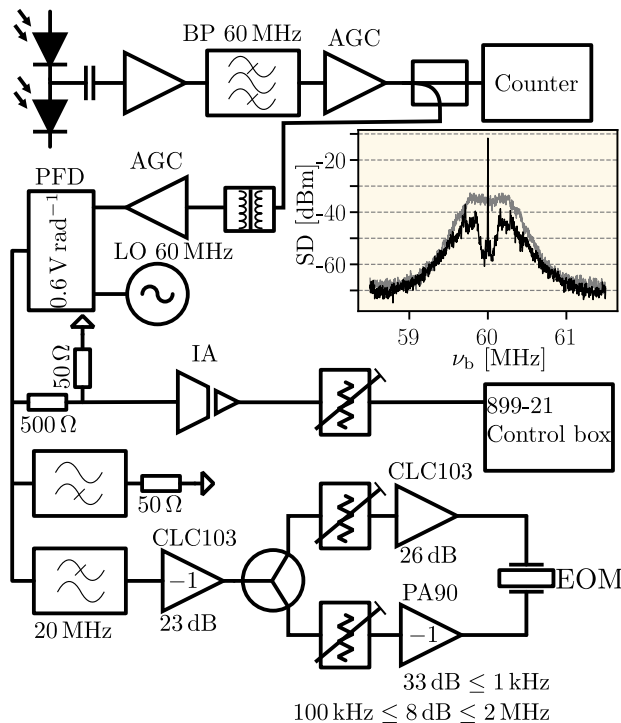 BP 60 MHz
AGC
Counter
AGC
PFD
0.6 V rad⁻¹
LO 60 MHz
SD [dBm]
-20
-40
-60
59
60
61
ν_b [MHz]
50 Ω
500 Ω
IA
899-21
Control box
50 Ω
CLC103
-1
23 dB
20 MHz
CLC103
26 dB
EOM
PA90
-1
33 dB ≤ 1 kHz
100 kHz ≤ 8 dB ≤ 2 MHz